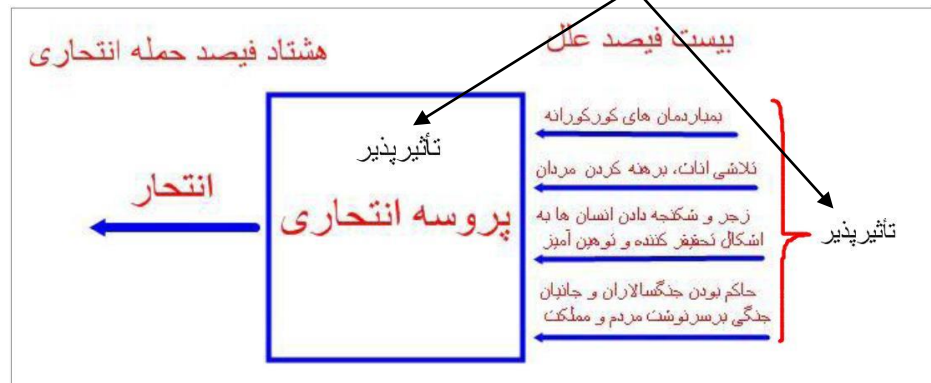 بیست فیصد علل
هشتاد فیصد حمله انتحاری
بمباردمان های کورکورانه
تلاشی اناث، برهنه کردن مردان
زجر و شکنجه دادن انسان ها به
اشکال تحقیر کننده و توهین آمیز
حاکم بودن جنگسالاران و جانیان
جنگی برسرنوشت مردم و مملکت
تأثیرپذیر
تأثیرپذیر
پروسه انتحاری
انتحار